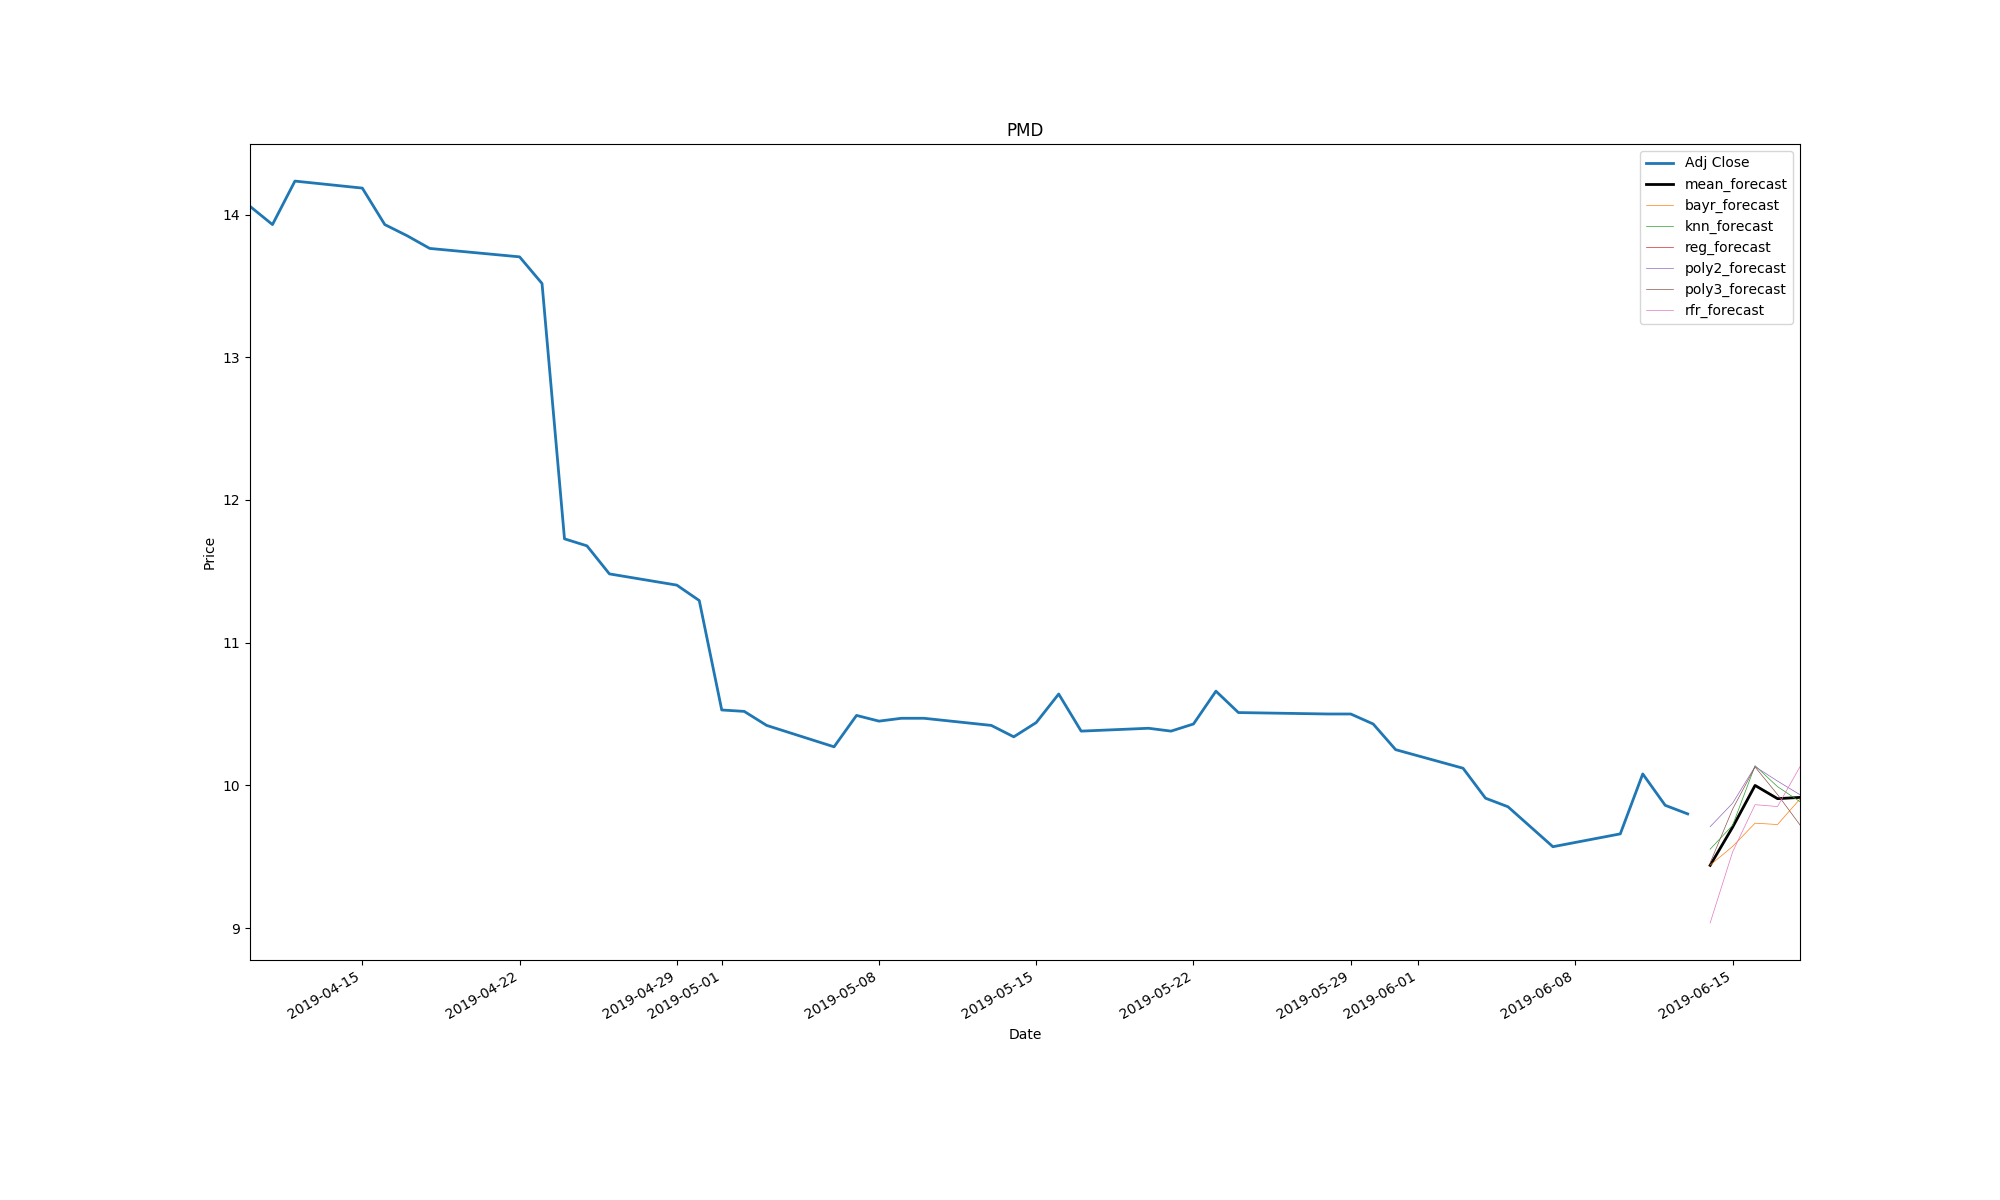 PMD
Adj Close
mean_forecast
bayr_forecast
knn_forecast
reg_forecast
poly2_forecast
poly3_forecast
rfr_forecast
14
13
12
11
10
9
Price
2019-04-15
2019-04-22
2019-04-29
2019-05-01
2019-05-08
2019-05-15
2019-05-22
2019-05-29
2019-06-01
2019-06-08
2019-06-15
Date